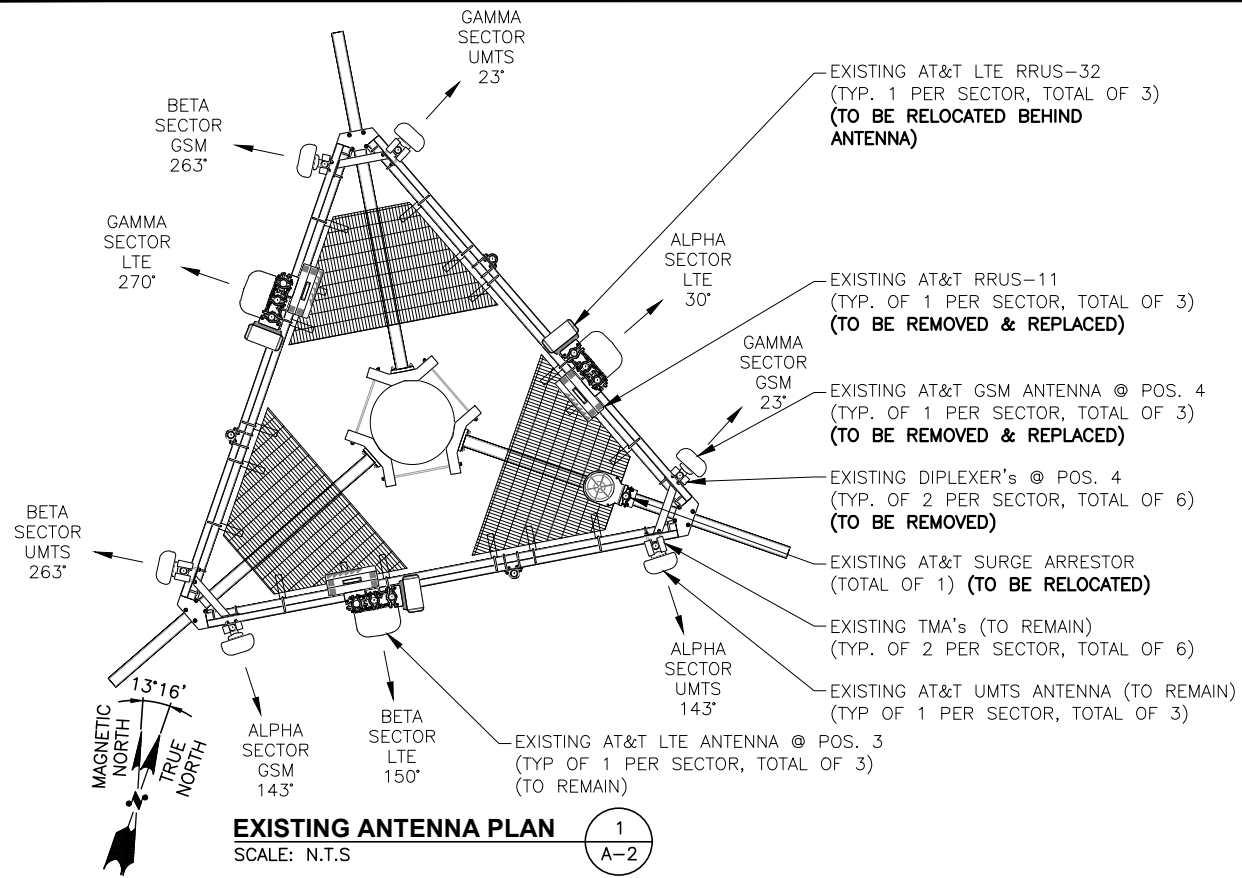 GAMMA
SECTOR
UMTS
23°
BETA
SECTOR
GSM
263°
GAMMA
SECTOR
LTE
270°
ALPHA
SECTOR
LTE
30°
GAMMA
SECTOR
GSM
23°
BETA
SECTOR
UMTS
263°
ALPHA
SECTOR
UMTS
143°
ALPHA
SECTOR
GSM
143°
BETA
SECTOR
LTE
150°
EXISTING AT&T LTE RRUS-32
(TYP. 1 PER SECTOR, TOTAL OF 3)
(TO BE RELOCATED BEHIND
ANTENNA)
EXISTING AT&T RRUS-11
(TYP. OF 1 PER SECTOR, TOTAL OF 3)
(TO BE REMOVED & REPLACED)
EXISTING AT&T GSM ANTENNA @ POS. 4
(TYP. OF 1 PER SECTOR, TOTAL OF 3)
(TO BE REMOVED & REPLACED)
EXISTING DIPLEXER's @ POS. 4
(TYP. OF 2 PER SECTOR, TOTAL OF 6)
(TO BE REMOVED)
EXISTING AT&T SURGE ARRESTOR
(TOTAL OF 1) (TO BE RELOCATED)
EXISTING TMA's (TO REMAIN)
(TYP. OF 2 PER SECTOR, TOTAL OF 6)
EXISTING AT&T UMTS ANTENNA (TO REMAIN)
(TYP OF 1 PER SECTOR, TOTAL OF 3)
EXISTING AT&T LTE ANTENNA @ POS. 3
(TYP OF 1 PER SECTOR, TOTAL OF 3)
(TO REMAIN)
13°16'
MAGNETIC
NORTH
TRUE
NORTH
N
EXISTING ANTENNA PLAN
SCALE: N.T.S
1
A-2